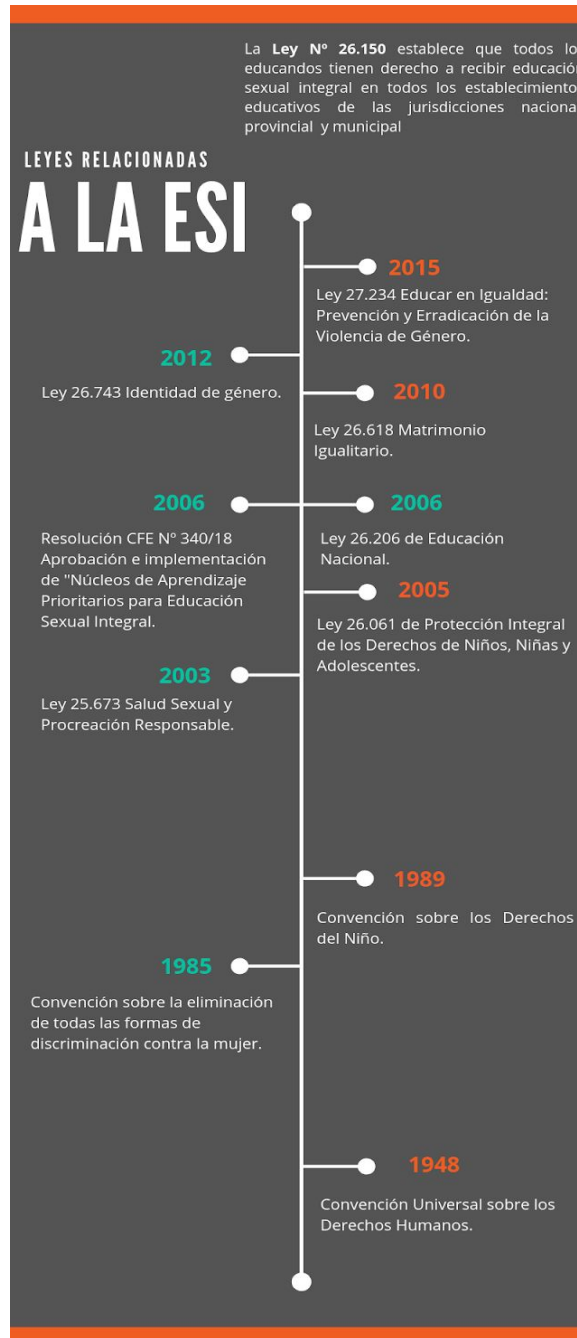 La Ley Nº 26.150 establece que todos lo
educandos tienen derecho a recibir educación
sexual integral en todos los establecimiento
educativos de las jurisdicciones naciona
provincial y municipal
LEYES RELACIONADAS
A LA ESI
2015
Ley 27.234 Educar en Igualdad:
Prevención y Erradicación de la
Violencia de Género.
2012
Ley 26.743 Identidad de género.
2010
Ley 26.618 Matrimonio
Igualitario.
2006
Resolución CFE Nº 340/18
Aprobación e implementación
de "Núcleos de Aprendizaje
Prioritarios para Educación
Sexual Integral.
2006
Ley 26.206 de Educación
Nacional.
2005
Ley 26.061 de Protección Integral
de los Derechos de Niños, Niñas y
Adolescentes.
2003
Ley 25.673 Salud Sexual y
Procreación Responsable.
1989
Convención sobre los Derechos
del Niño.
1985
Convención sobre la eliminación
de todas las formas de
discriminación contra la mujer.
1948
Convención Universal sobre los
Derechos Humanos.